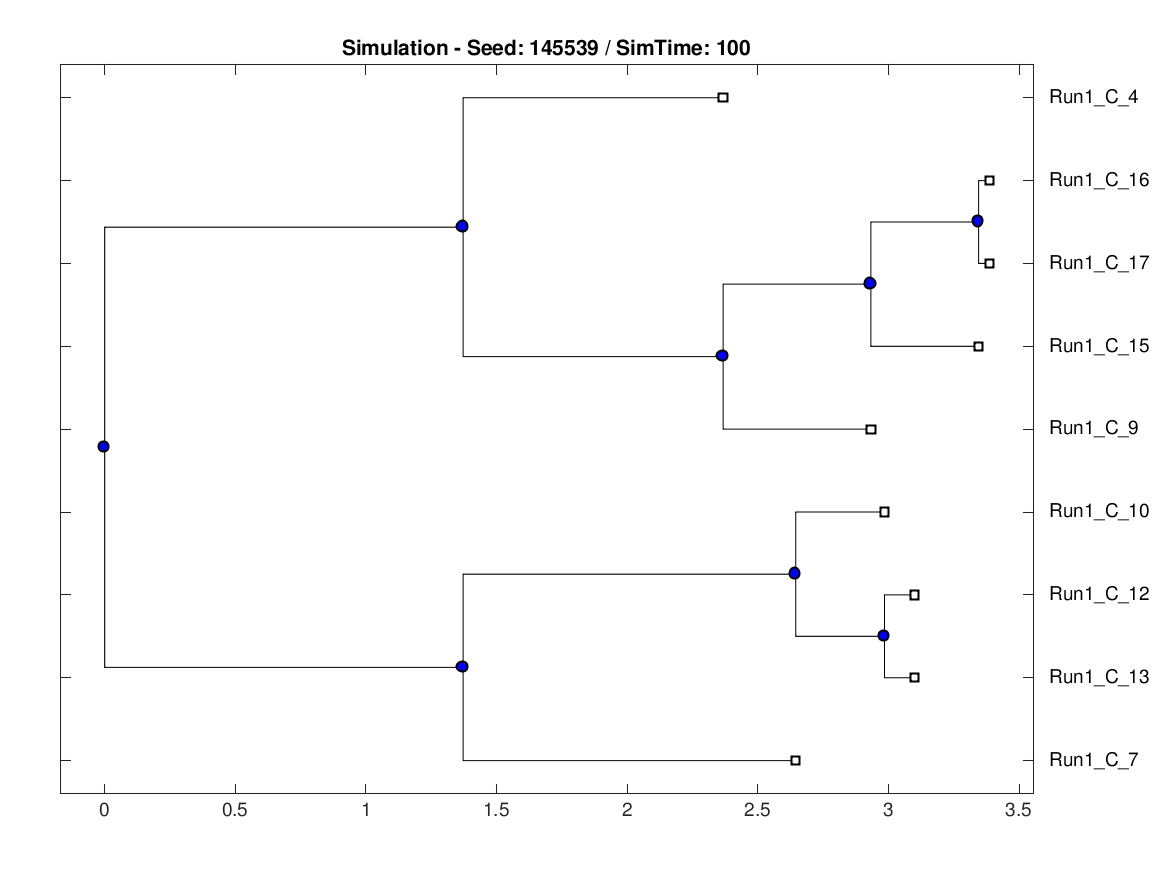 Simulation - Seed: 145539 / SimTime: 100
Run1_C_4
Run1_C_16
Run1_C_17
Run1_C_15
Run1_C_9
Run1_C_10
Run1_C_12
Run1_C_13
Run1_C_7
0 0.5 1 1.5 2 2.5 3 3.5